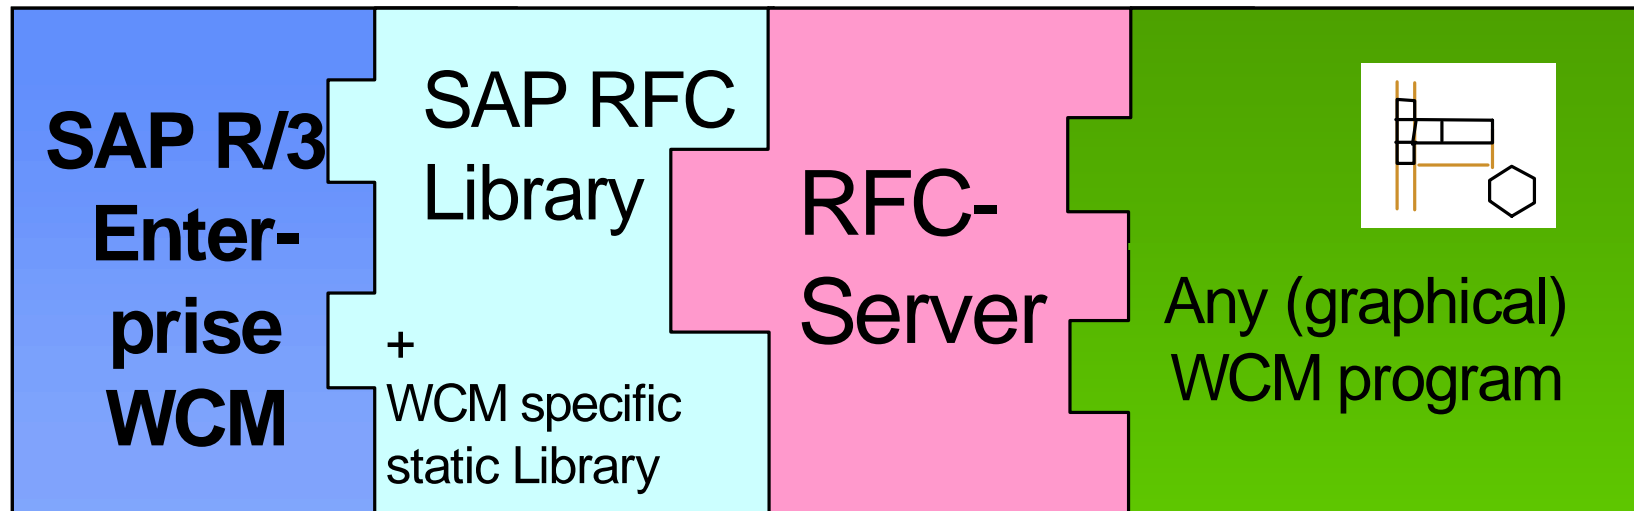 SAP R/3
Enter-
prise
WCM
SAP RFC
Library
+
WCM specific
static Library
RFC-
Server
Any (graphical)
WCM program